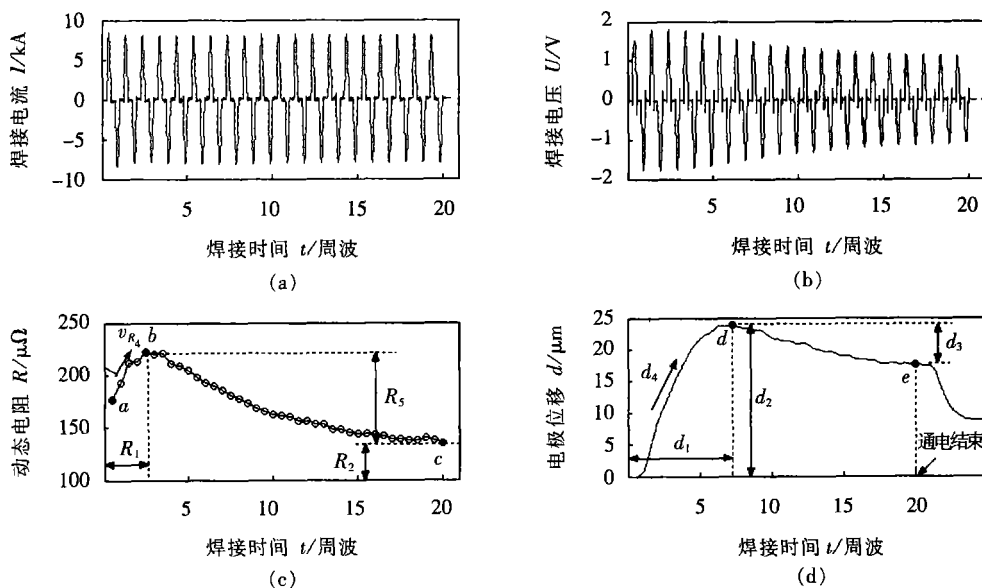 焊接电流 I/kA
10
5
0
−5
−10
5
10
15
20
焊接时间 t/周波
(a)
焊接电压 U/V
2
1
0
−1
−2
5
10
15
20
焊接时间 t/周波
(b)
动态电阻 R/μΩ
250
200
150
100
v_{R_4}
b
a
R_5
R_1
R_2
c
0
5
10
15
20
焊接时间 t/周波
(c)
电极位移 d/μm
25
20
15
10
5
0
d
d_3
d_4
d_2
e
d_1
通电结束
5
10
15
20
焊接时间 t/周波
(d)